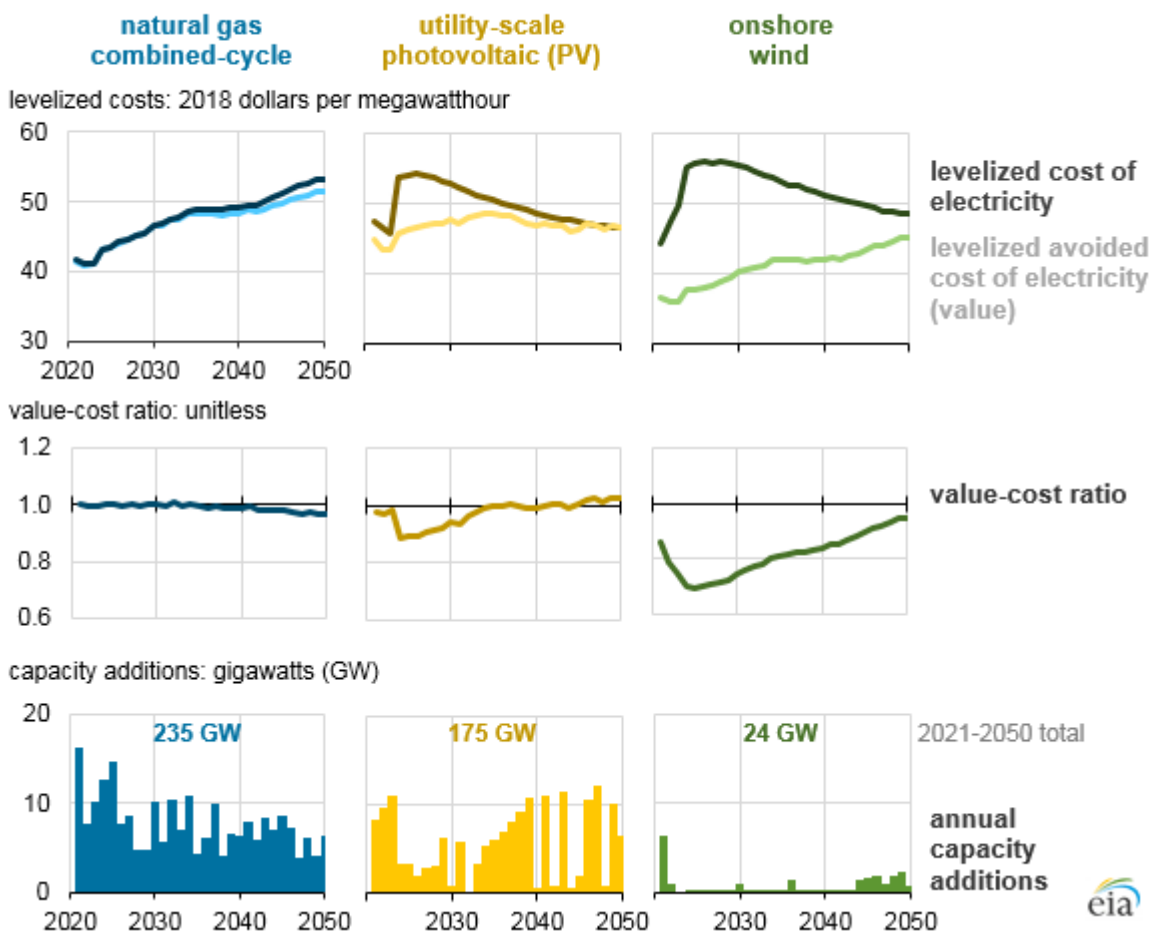 natural gas
combined-cycle
utility-scale
photovoltaic (PV)
onshore
wind
levelized costs: 2018 dollars per megawatthour
60
50
40
30
2020 2030 2040 2050
levelized cost of
electricity
levelized avoided
cost of electricity
(value)
value-cost ratio: unitless
1.2
1.0
0.8
0.6
value-cost ratio
capacity additions: gigawatts (GW)
20
10
0
235 GW
175 GW
24 GW
2021-2050 total
annual
capacity
additions
2020 2030 2040 2050
2030 2040 2050
2030 2040 2050
eia